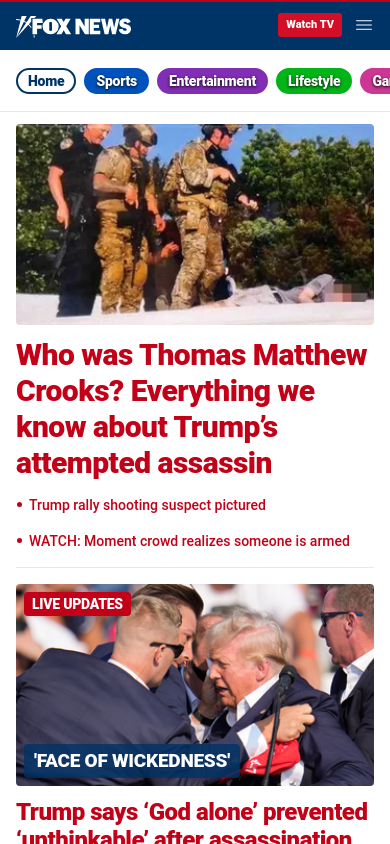 FOX NEWS
Watch TV
Home
Sports
Entertainment
Lifestyle
Ga
Who was Thomas Matthew
Crooks? Everything we
know about Trump’s
attempted assassin
• Trump rally shooting suspect pictured
• WATCH: Moment crowd realizes someone is armed
LIVE UPDATES
'FACE OF WICKEDNESS'
Trump says ‘God alone’ prevented
‘unthinkable’ after assassination